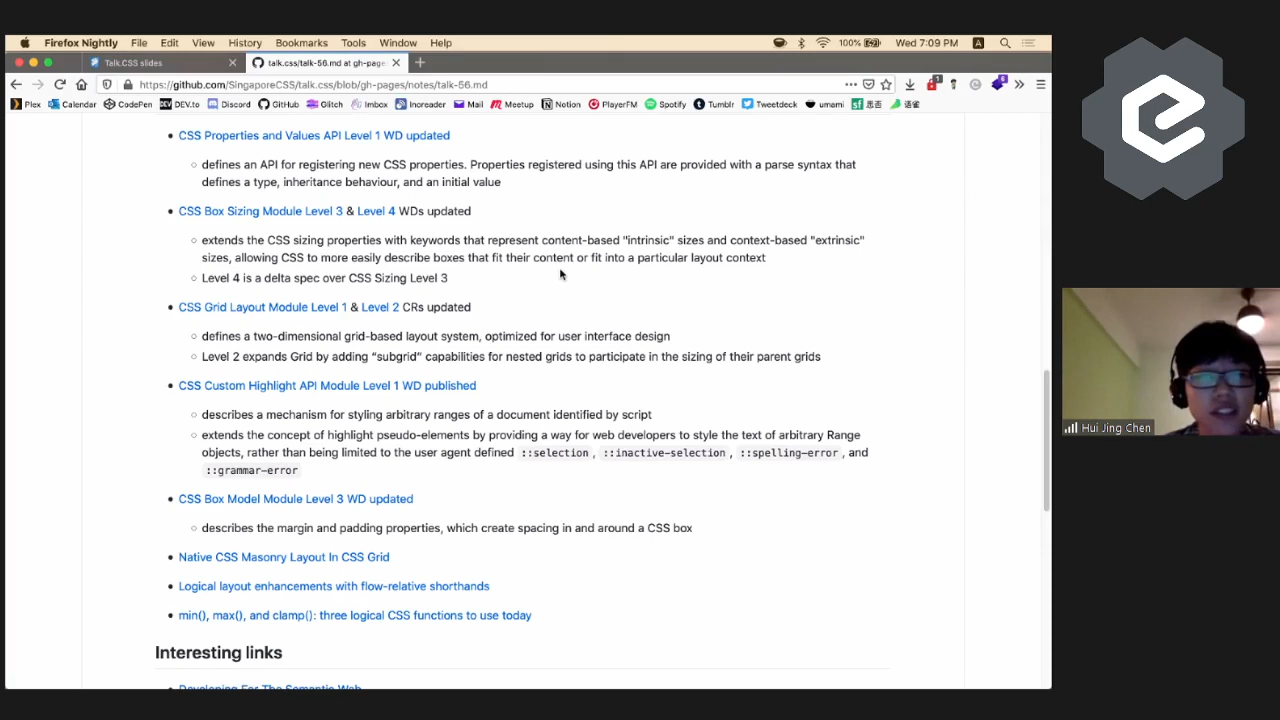 Firefox Nightly File Edit View History Bookmarks Tools Window Help 100% Wed 7:09 PM A
Talk.CSS slides talk.css/talk-56.md at gh-page
https://github.com/SingaporeCSS/talk.css/blob/gh-pages/notes/talk-56.md
Plex Calendar CodePen DEV.to Discord GitHub Glitch Imbox Inoreader Mail Meetup Notion PlayerFM Spotify Tumblr Tweetdeck umami 思否 语雀
CSS Properties and Values API Level 1 WD updated
defines an API for registering new CSS properties. Properties registered using this API are provided with a parse syntax that
defines a type, inheritance behaviour, and an initial value
CSS Box Sizing Module Level 3 & Level 4 WDs updated
extends the CSS sizing properties with keywords that represent content-based "intrinsic" sizes and context-based "extrinsic"
sizes, allowing CSS to more easily describe boxes that fit their content or fit into a particular layout context
Level 4 is a delta spec over CSS Sizing Level 3
CSS Grid Layout Module Level 1 & Level 2 CRs updated
defines a two-dimensional grid-based layout system, optimized for user interface design
Level 2 expands Grid by adding “subgrid” capabilities for nested grids to participate in the sizing of their parent grids
CSS Custom Highlight API Module Level 1 WD published
describes a mechanism for styling arbitrary ranges of a document identified by script
extends the concept of highlight pseudo-elements by providing a way for web developers to style the text of arbitrary Range
objects, rather than being limited to the user agent defined ::selection, ::inactive-selection, ::spelling-error, and
::grammar-error
CSS Box Model Module Level 3 WD updated
describes the margin and padding properties, which create spacing in and around a CSS box
Native CSS Masonry Layout In CSS Grid
Logical layout enhancements with flow-relative shorthands
min(), max(), and clamp(): three logical CSS functions to use today
Interesting links
Developing For The Semantic Web
Hui Jing Chen